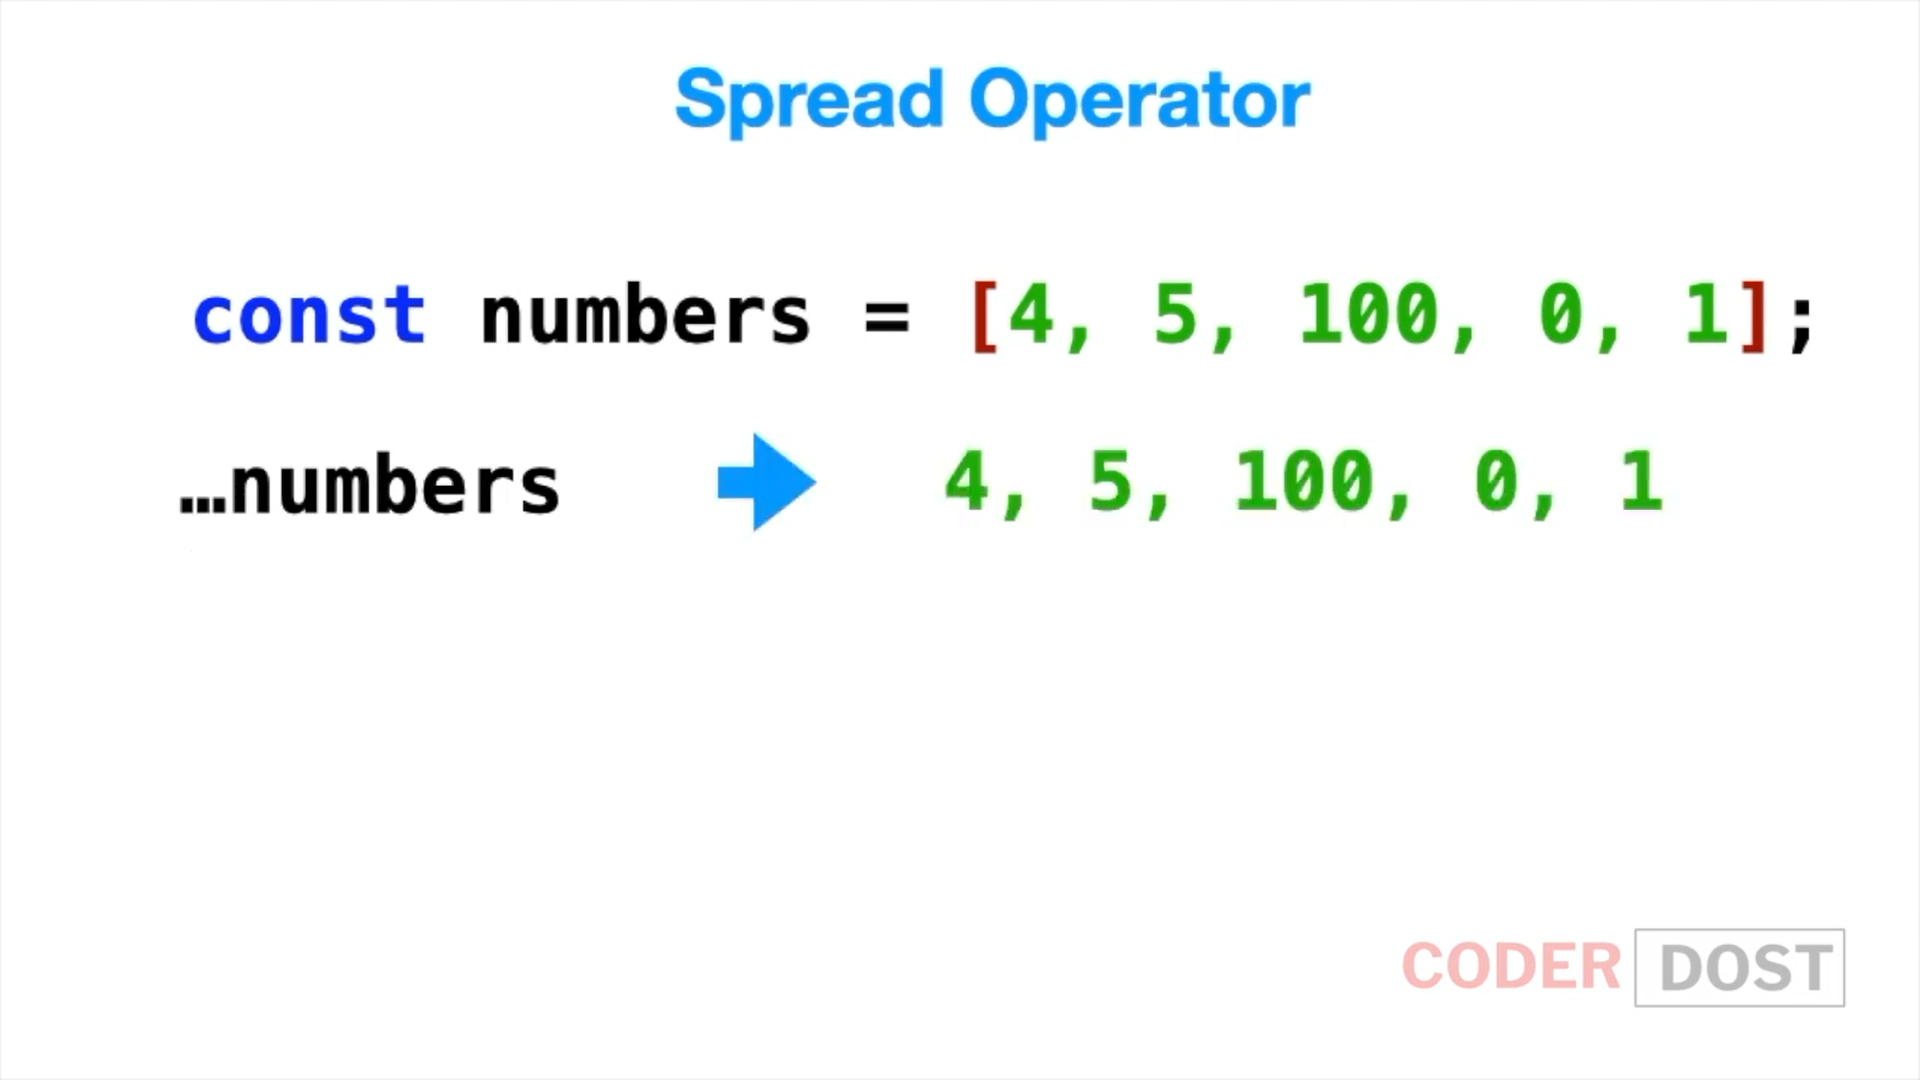 Spread Operator
const numbers = [4, 5, 100, 0, 1];
…numbers 4, 5, 100, 0, 1
CODER DOST